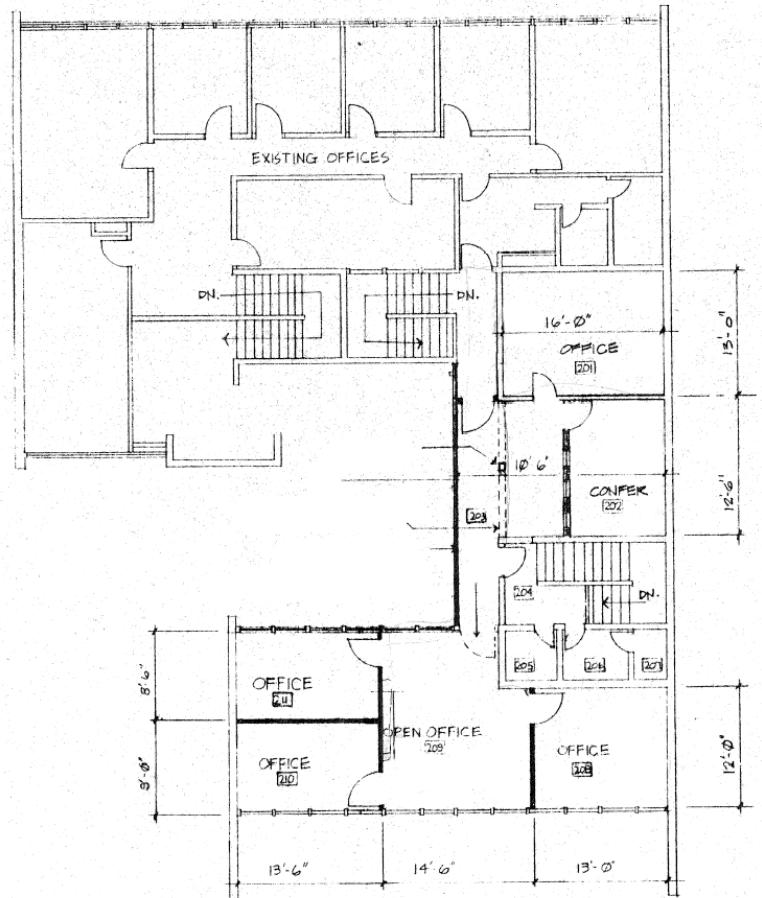 EXISTING OFFICES
DN.
DN.
16'-0"
OFFICE
201
13'-0"
10'6"
CONFER
202
12'-6"
203
204
DN.
205
206
207
8'-6"
OFFICE
211
OPEN OFFICE
209
OFFICE
210
OFFICE
208
9'-0"
12'-0"
13'-6"
14'-6"
13'-0"